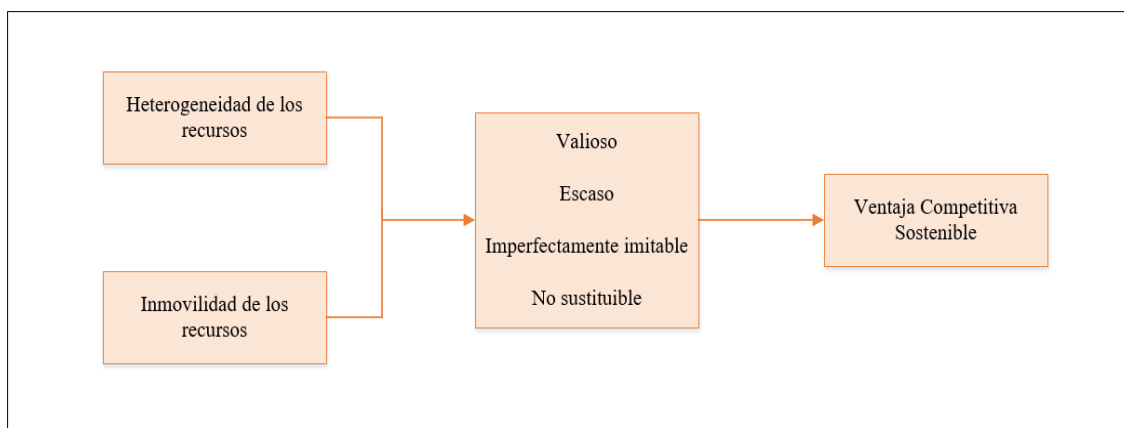 Heterogeneidad de los
recursos
Inmovilidad de los
recursos
Valioso
Escaso
Imperfectamente imitable
No sustituible
Ventaja Competitiva
Sostenible